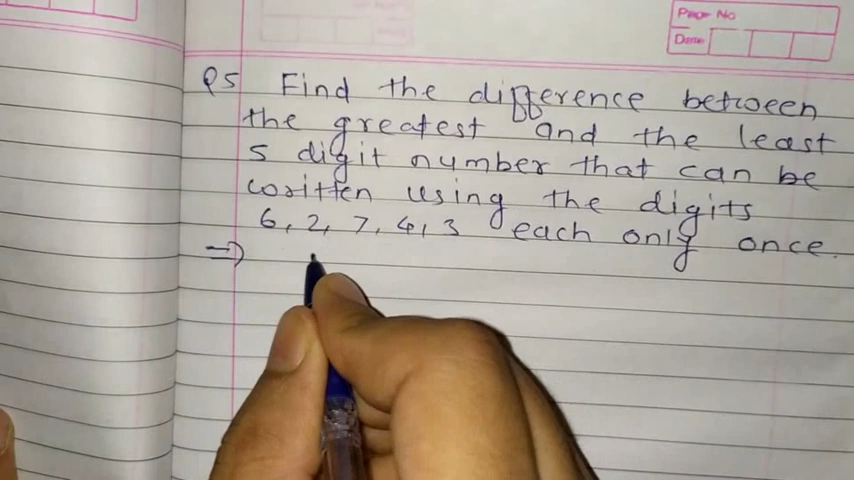 Page No
Date
Q5 Find the difference between
the greatest and the least
5 digit number that can be
written using the digits
6, 2, 7, 4, 3 each only once.
⇒